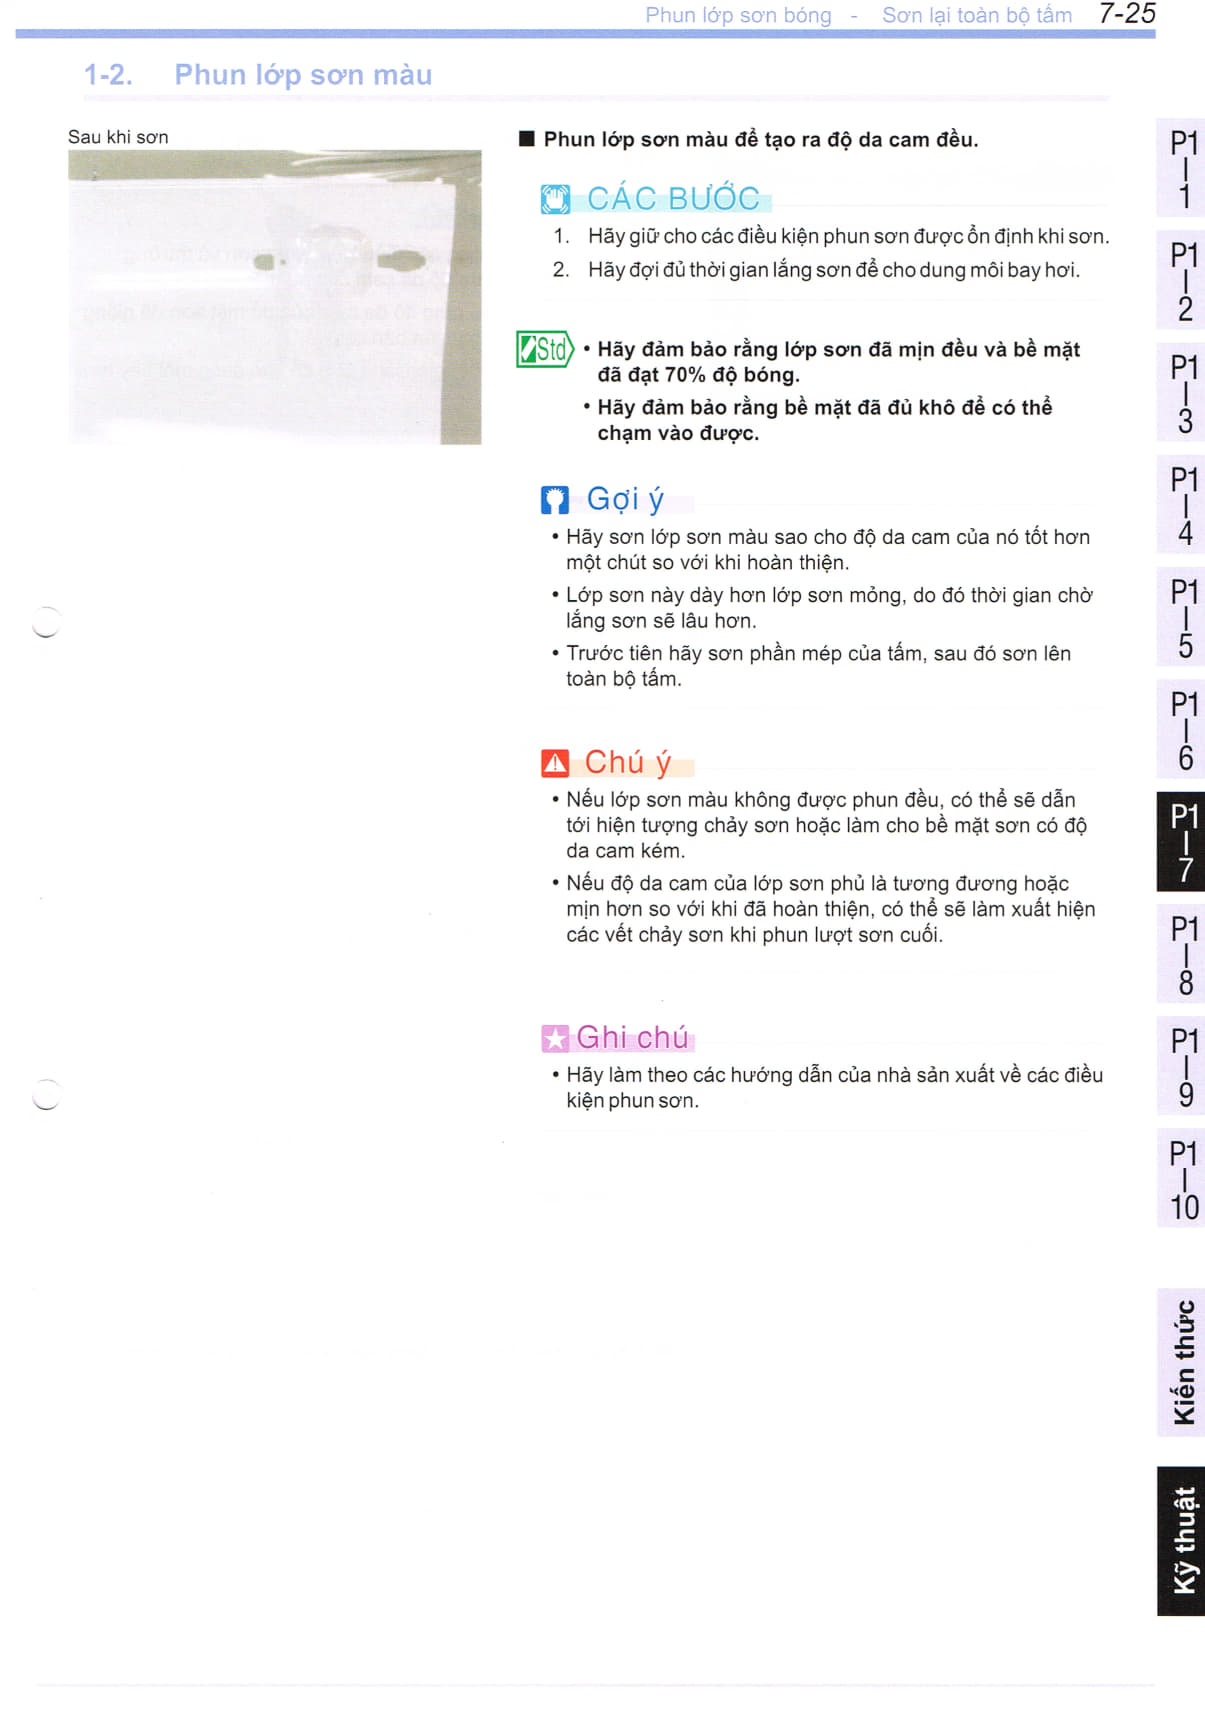 Phun lớp sơn bóng - Sơn lại toàn bộ tấm 7-25
1-2. Phun lớp sơn màu
Sau khi sơn
■ Phun lớp sơn màu để tạo ra độ da cam đều.
CÁC BƯỚC
1. Hãy giữ cho các điều kiện phun sơn được ổn định khi sơn.
2. Hãy đợi đủ thời gian lắng sơn để cho dung môi bay hơi.
Std • Hãy đảm bảo rằng lớp sơn đã mịn đều và bề mặt
đã đạt 70% độ bóng.
• Hãy đảm bảo rằng bề mặt đã đủ khô để có thể
chạm vào được.
Gợi ý
• Hãy sơn lớp sơn màu sao cho độ da cam của nó tốt hơn
một chút so với khi hoàn thiện.
• Lớp sơn này dày hơn lớp sơn mỏng, do đó thời gian chờ
lắng sơn sẽ lâu hơn.
• Trước tiên hãy sơn phần mép của tấm, sau đó sơn lên
toàn bộ tấm.
Chú ý
• Nếu lớp sơn màu không được phun đều, có thể sẽ dẫn
tới hiện tượng chảy sơn hoặc làm cho bề mặt sơn có độ
da cam kém.
• Nếu độ da cam của lớp sơn phủ là tương đương hoặc
mịn hơn so với khi đã hoàn thiện, có thể sẽ làm xuất hiện
các vết chảy sơn khi phun lượt sơn cuối.
Ghi chú
• Hãy làm theo các hướng dẫn của nhà sản xuất về các điều
kiện phun sơn.
P1
1
P1
2
P1
3
P1
4
P1
5
P1
6
P1
7
P1
8
P1
9
P1
10
Kiến thức
Kỹ thuật